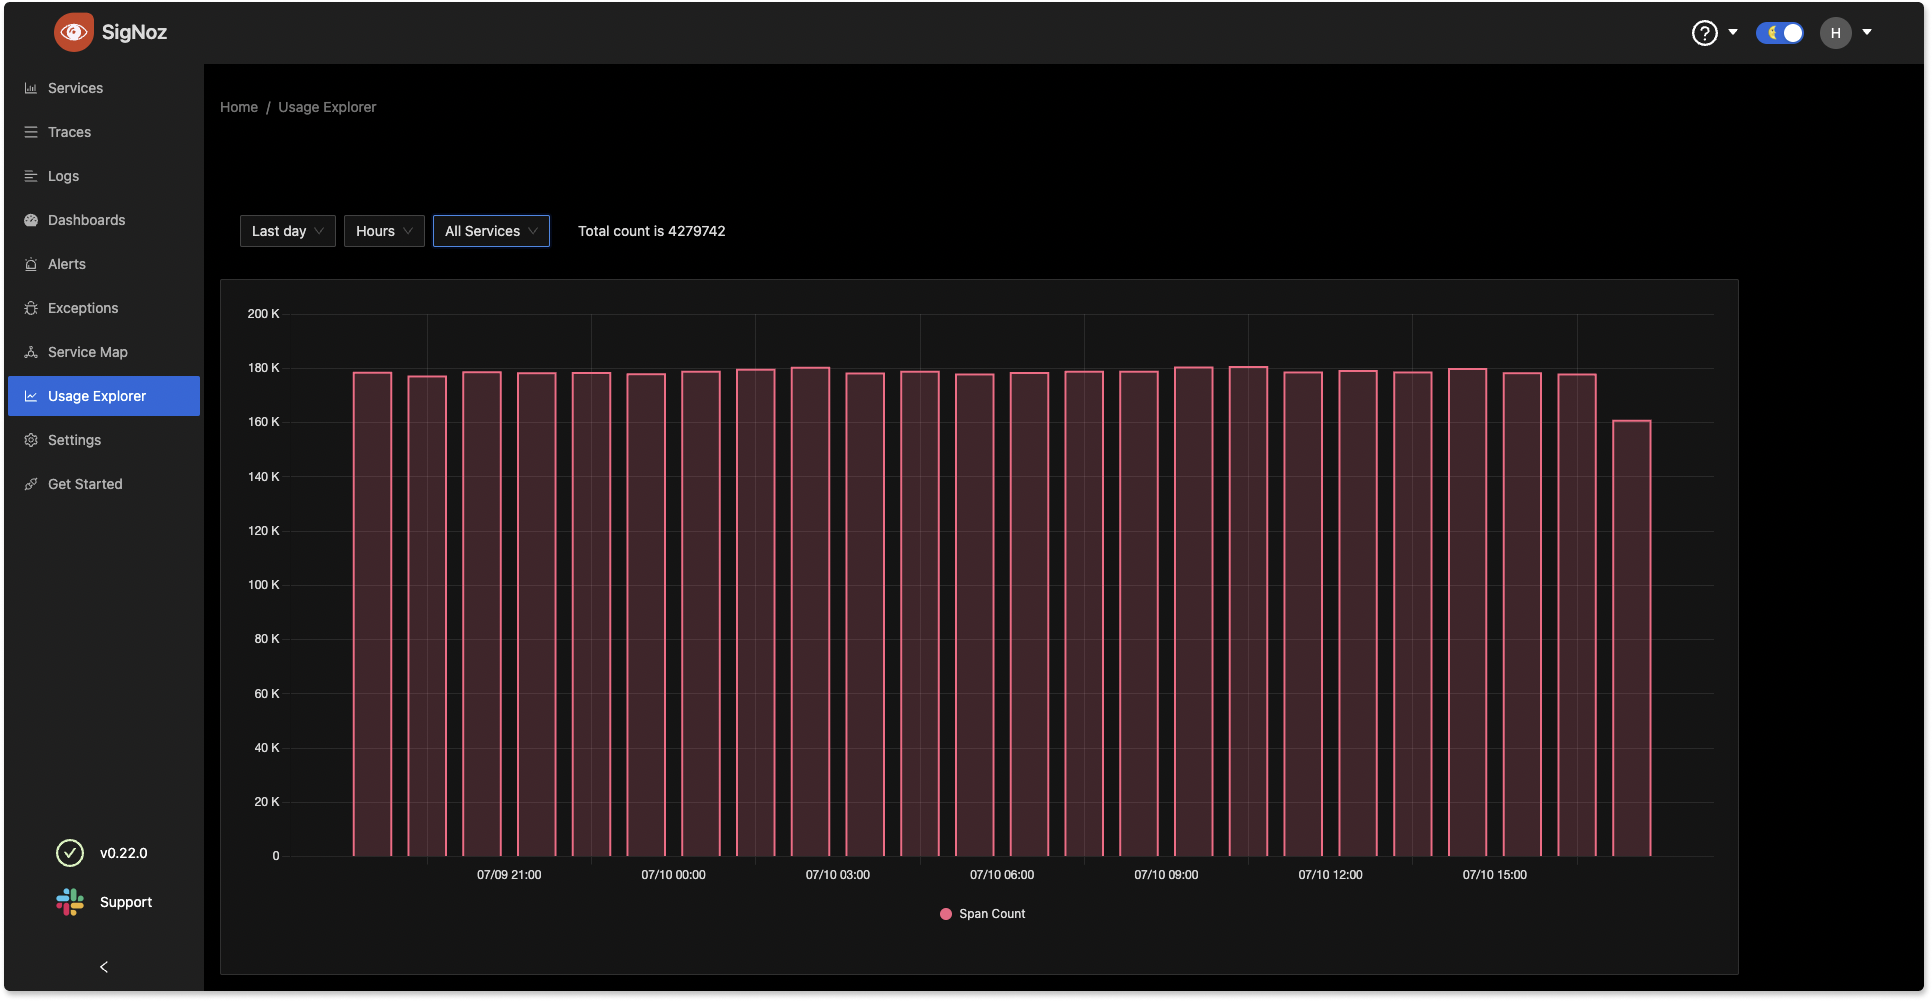 SigNoz
?
H
Services
Traces
Logs
Dashboards
Alerts
Exceptions
Service Map
Usage Explorer
Settings
Get Started
v0.22.0
Support
Home / Usage Explorer
Last day
Hours
All Services
Total count is 4279742
200 K
180 K
160 K
140 K
120 K
100 K
80 K
60 K
40 K
20 K
0
07/09 21:00
07/10 00:00
07/10 03:00
07/10 06:00
07/10 09:00
07/10 12:00
07/10 15:00
Span Count